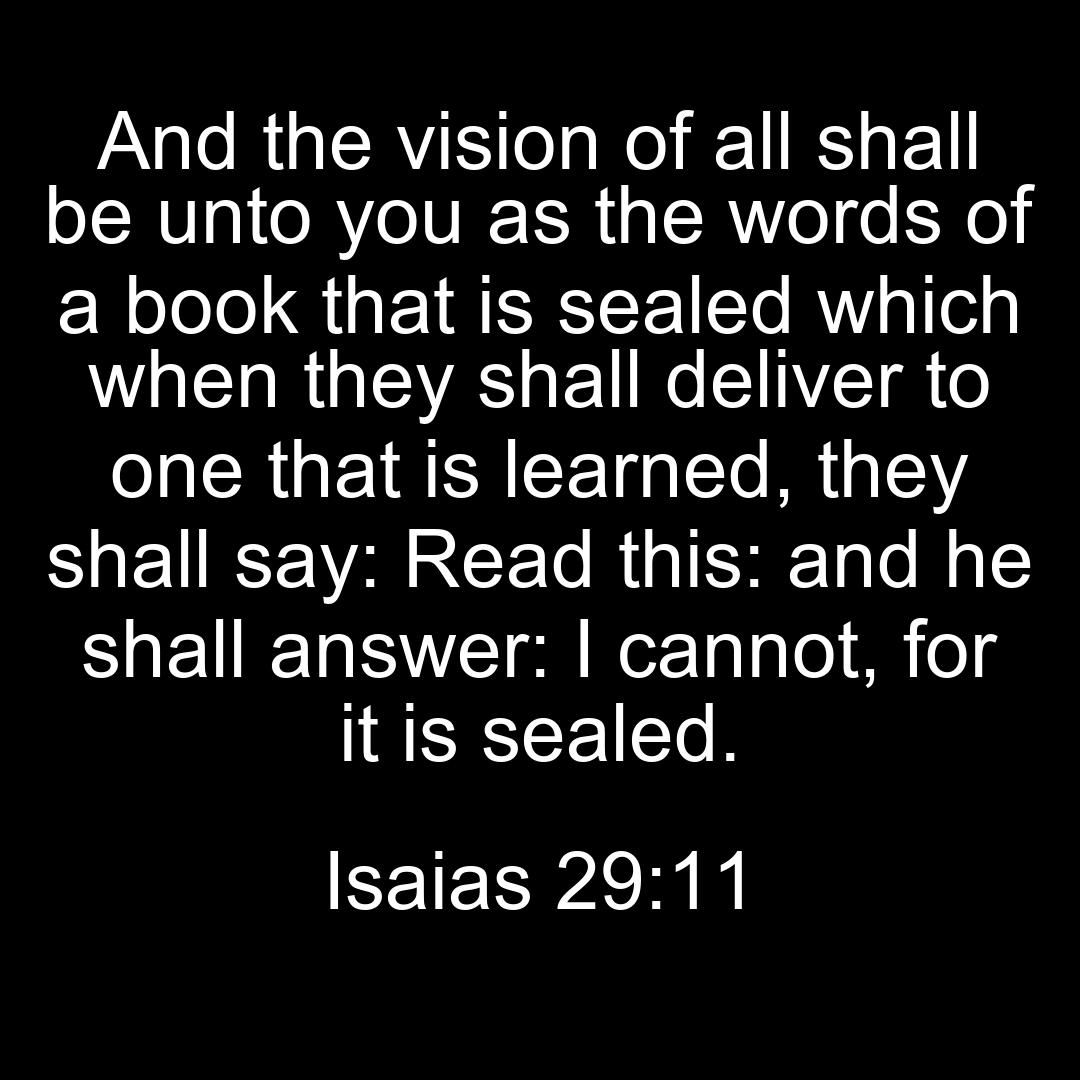 And the vision of all shall
be unto you as the words of
a book that is sealed which
when they shall deliver to
one that is learned, they
shall say: Read this: and he
shall answer: I cannot, for
it is sealed.
Isaias 29:11